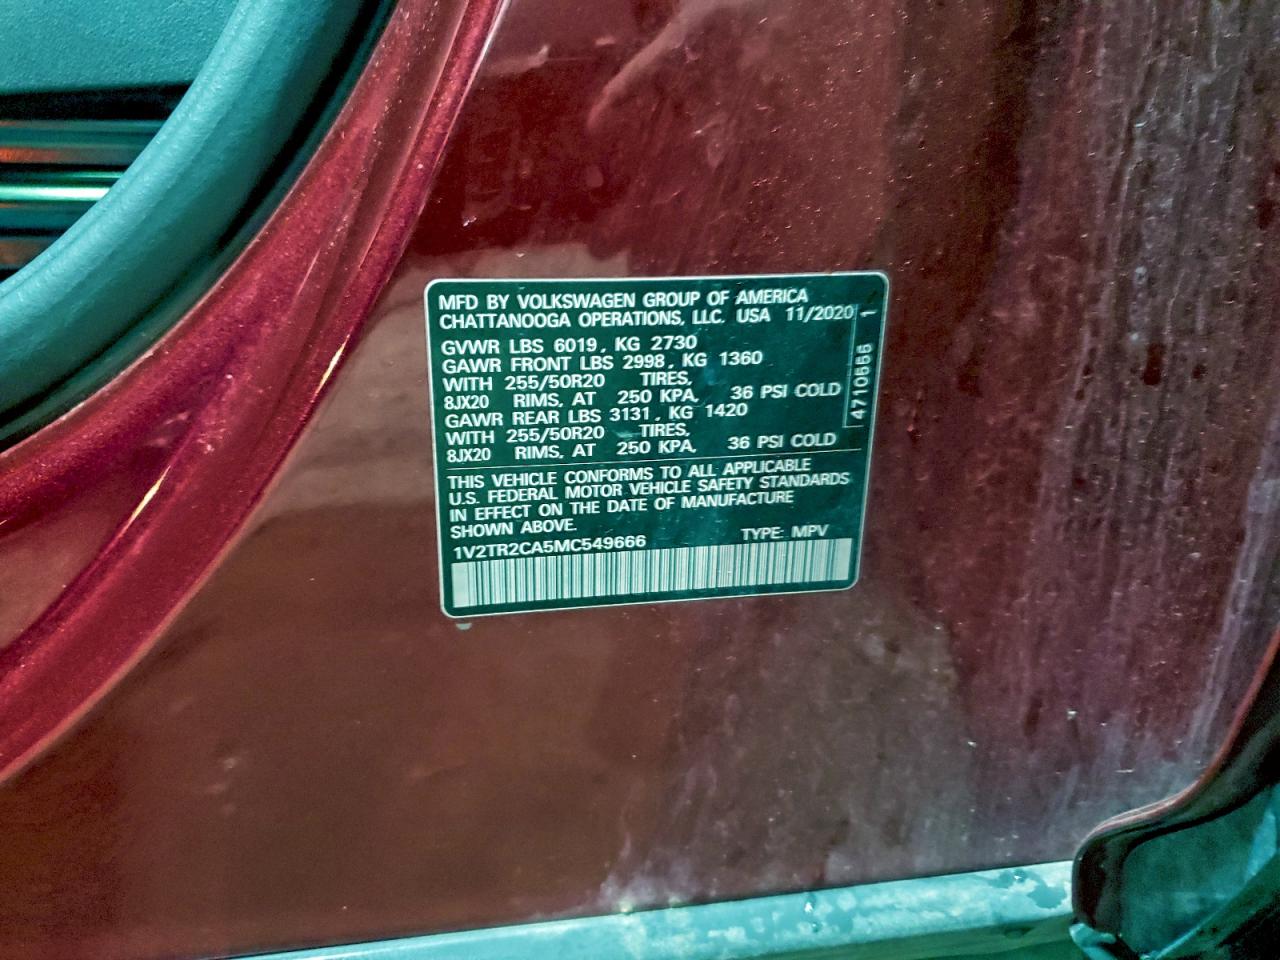 MFD BY VOLKSWAGEN GROUP OF AMERICA
CHATTANOOGA OPERATIONS, LLC. USA 11/2020
GVWR LBS 6019, KG 2730
GAWR FRONT LBS 2998, KG 1360
WITH 255/50R20 TIRES,
8JX20 RIMS, AT 250 KPA, 36 PSI COLD
GAWR REAR LBS 3131, KG 1420
WITH 255/50R20 TIRES,
8JX20 RIMS, AT 250 KPA, 36 PSI COLD
THIS VEHICLE CONFORMS TO ALL APPLICABLE
U.S. FEDERAL MOTOR VEHICLE SAFETY STANDARDS
IN EFFECT ON THE DATE OF MANUFACTURE
SHOWN ABOVE.
TYPE: MPV
1V2TR2CA5MC549666
4710656 1